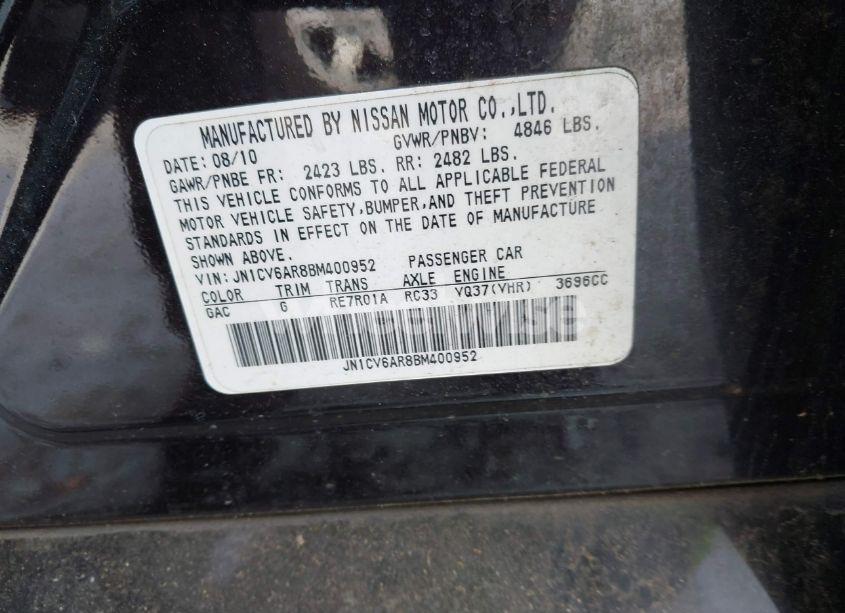 MANUFACTURED BY NISSAN MOTOR CO.,LTD.
DATE: 08/10 GVWR/PNBV: 4846 LBS.
GAWR/PNBE FR: 2423 LBS. RR: 2482 LBS.
THIS VEHICLE CONFORMS TO ALL APPLICABLE FEDERAL
MOTOR VEHICLE SAFETY,BUMPER,AND THEFT PREVENTION
STANDARDS IN EFFECT ON THE DATE OF MANUFACTURE
SHOWN ABOVE.
VIN: JN1CV6AR8BM400952 PASSENGER CAR
COLOR TRIM TRANS AXLE ENGINE
GAC G RE7R01A RC33 VQ37(VHR) 3696CC
JN1CV6AR8BM400952